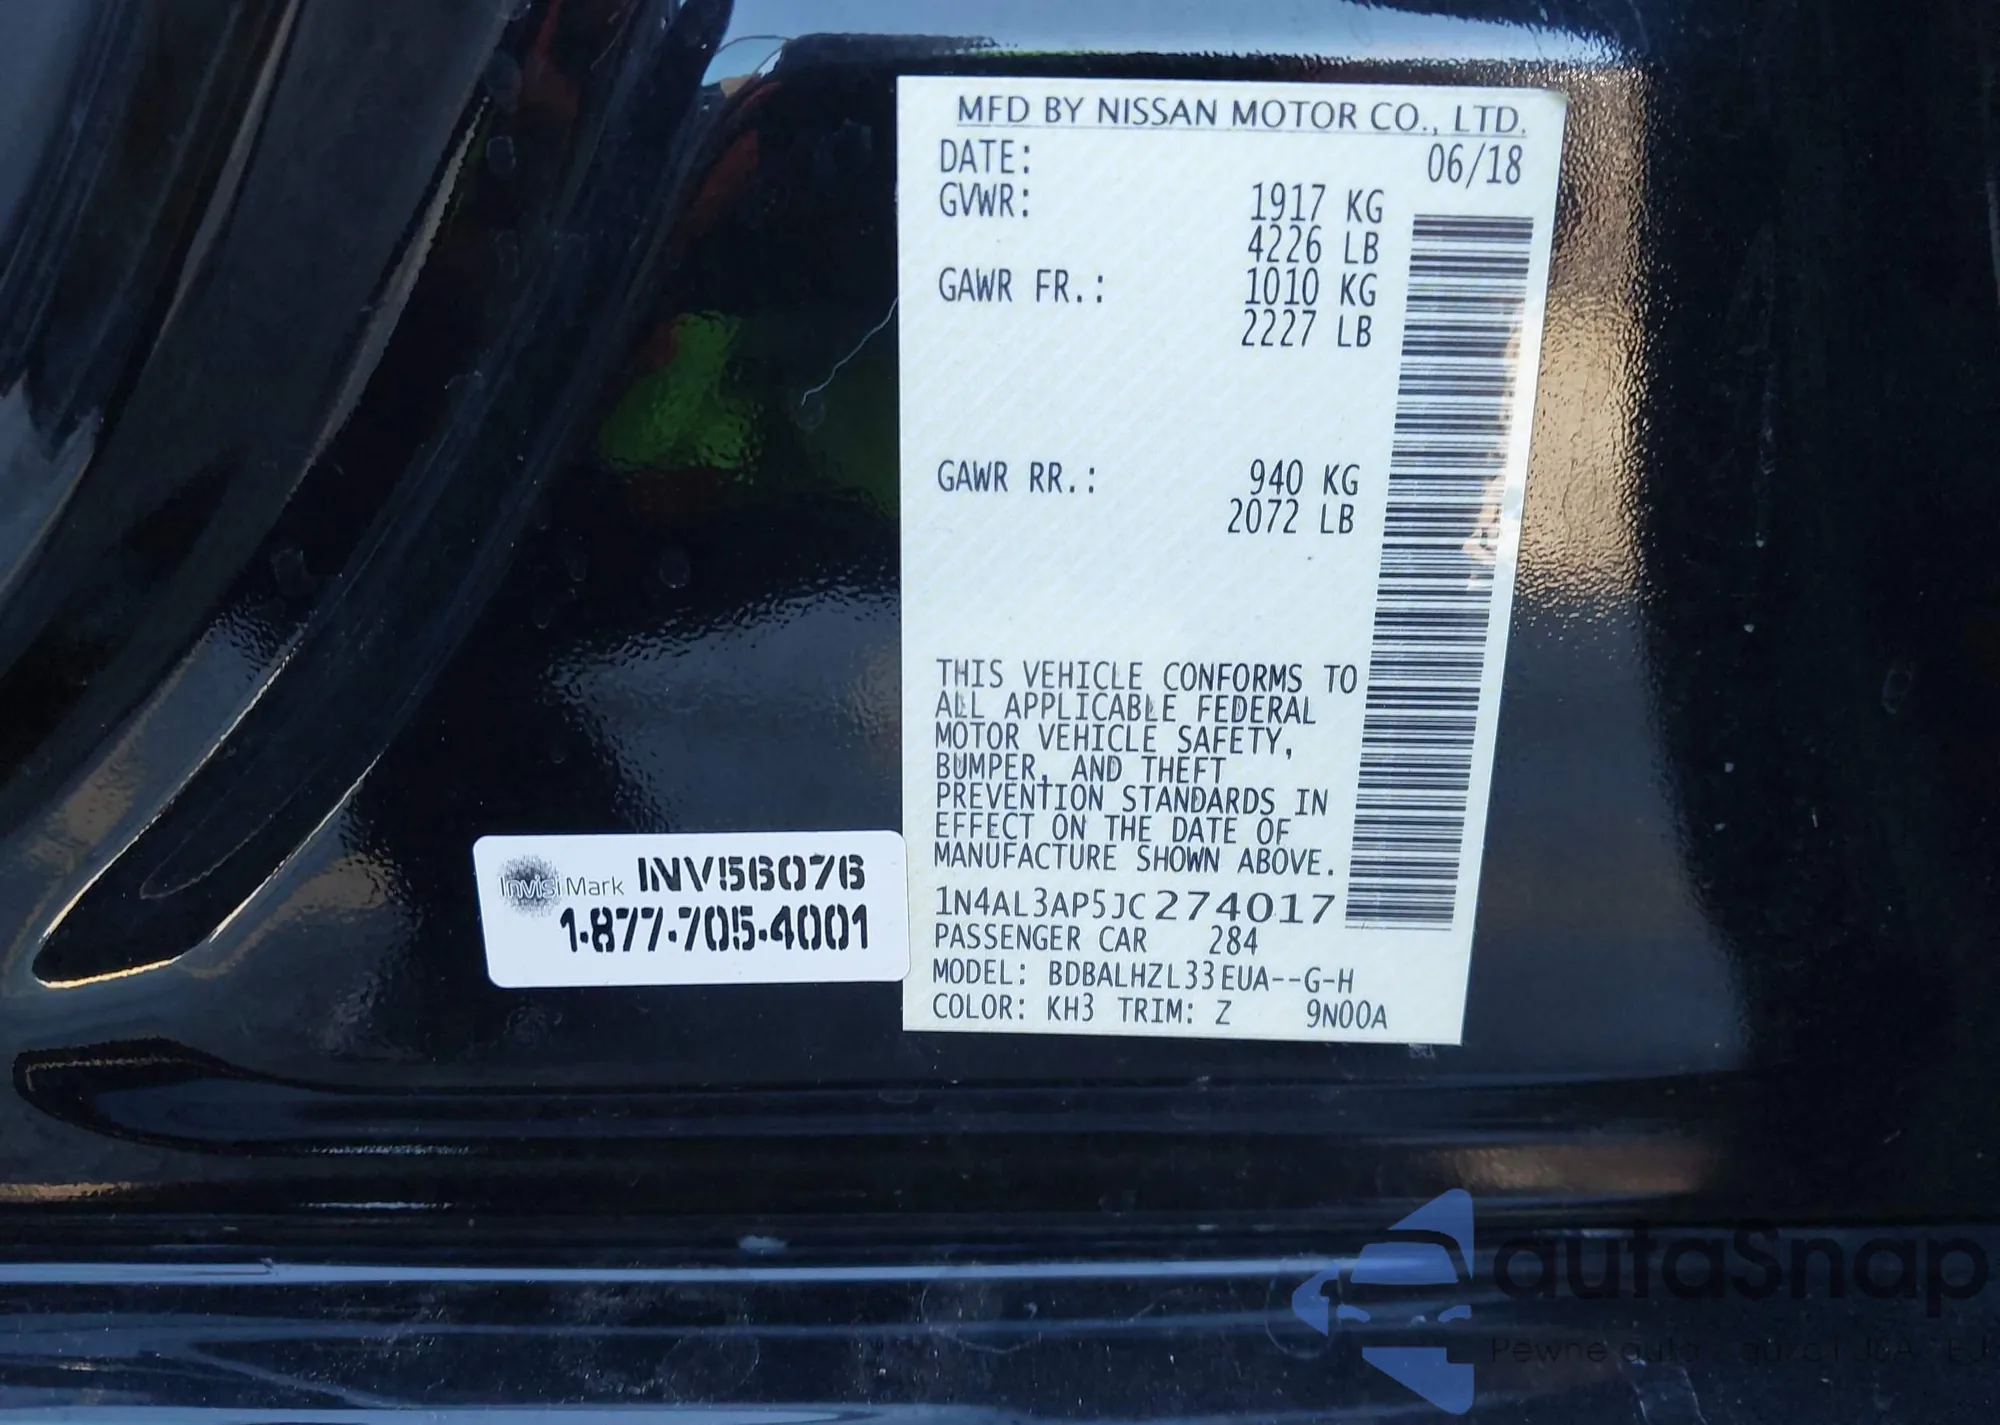 MFD BY NISSAN MOTOR CO., LTD.
DATE: 06/18
GVWR: 1917 KG
4226 LB
GAWR FR.: 1010 KG
2227 LB
GAWR RR.: 940 KG
2072 LB
THIS VEHICLE CONFORMS TO
ALL APPLICABLE FEDERAL
MOTOR VEHICLE SAFETY,
BUMPER, AND THEFT
PREVENTION STANDARDS IN
EFFECT ON THE DATE OF
MANUFACTURE SHOWN ABOVE.
1N4AL3AP5JC274017
PASSENGER CAR 284
MODEL: BDBALHZL33EUA--G-H
COLOR: KH3 TRIM: Z 9N00A
InvisiMark INV56076
1-877-705-4001
autaSnap
Pewne auta z